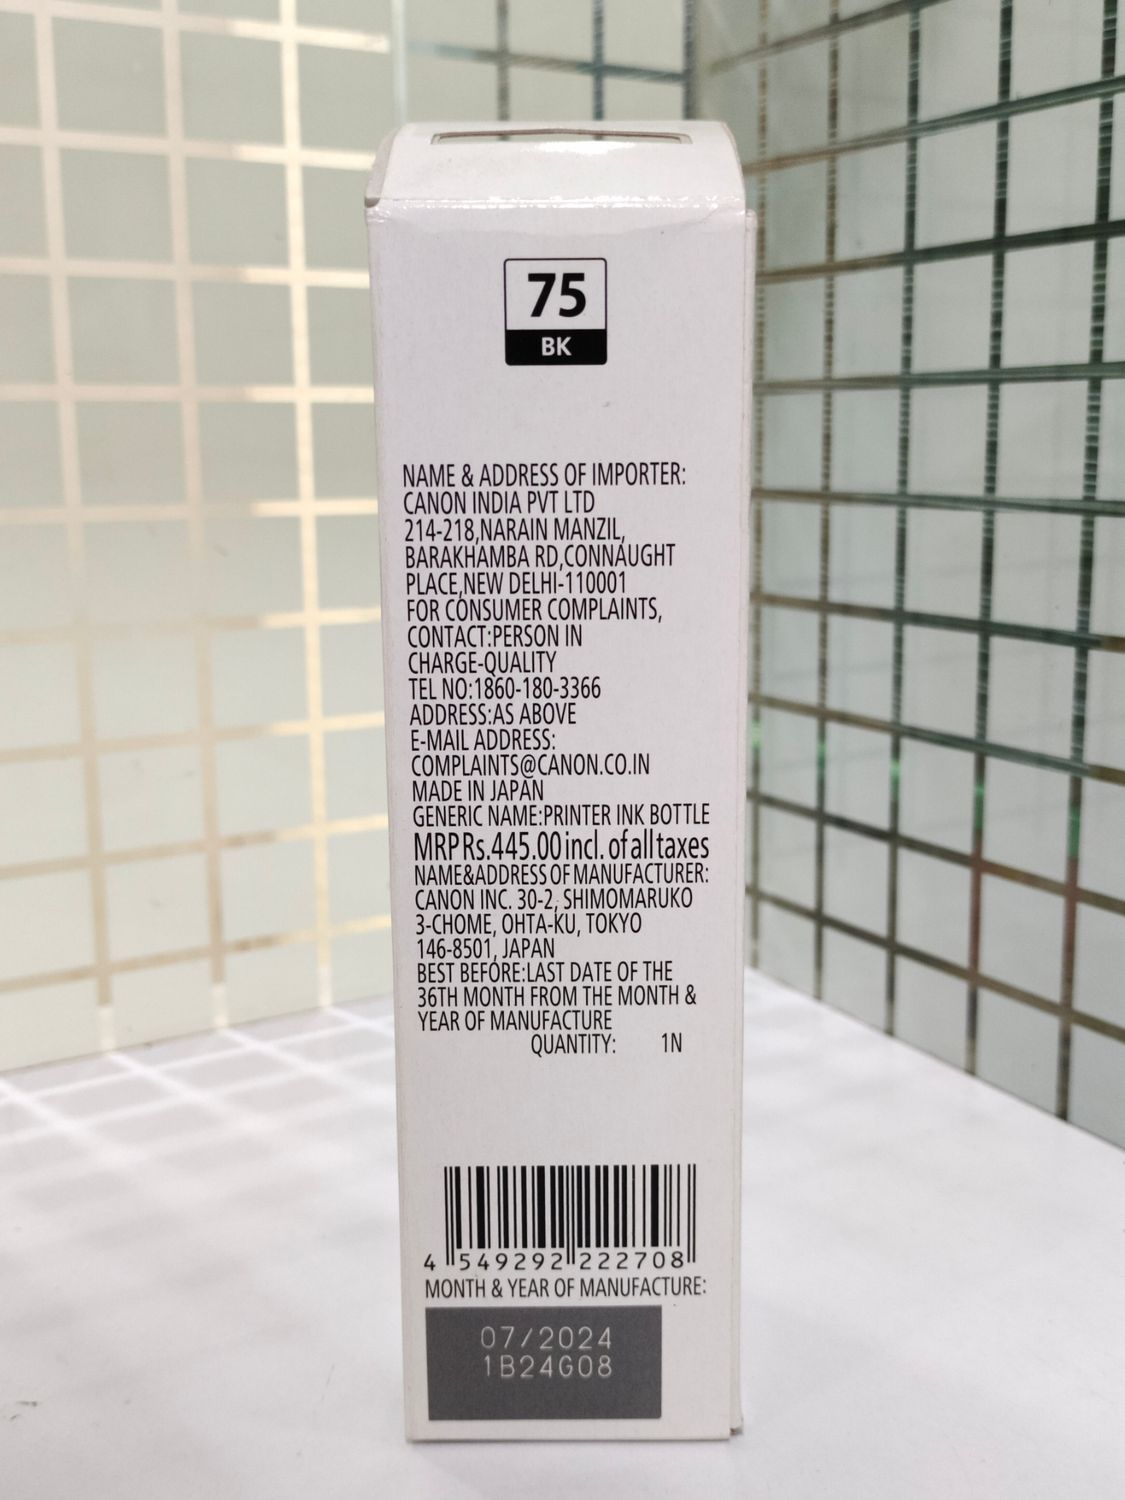 75
BK
NAME & ADDRESS OF IMPORTER:
CANON INDIA PVT LTD
214-218,NARAIN MANZIL,
BARAKHAMBA RD,CONNAUGHT
PLACE,NEW DELHI-110001
FOR CONSUMER COMPLAINTS,
CONTACT:PERSON IN
CHARGE-QUALITY
TEL NO:1860-180-3366
ADDRESS:AS ABOVE
E-MAIL ADDRESS:
COMPLAINTS@CANON.CO.IN
MADE IN JAPAN
GENERIC NAME:PRINTER INK BOTTLE
MRP Rs.445.00 incl. of all taxes
NAME&ADDRESS OF MANUFACTURER:
CANON INC. 30-2, SHIMOMARUKO
3-CHOME, OHTA-KU, TOKYO
146-8501, JAPAN
BEST BEFORE:LAST DATE OF THE
36TH MONTH FROM THE MONTH &
YEAR OF MANUFACTURE
QUANTITY: 1N
4 549292 222708
MONTH & YEAR OF MANUFACTURE:
07/2024
1B24G08